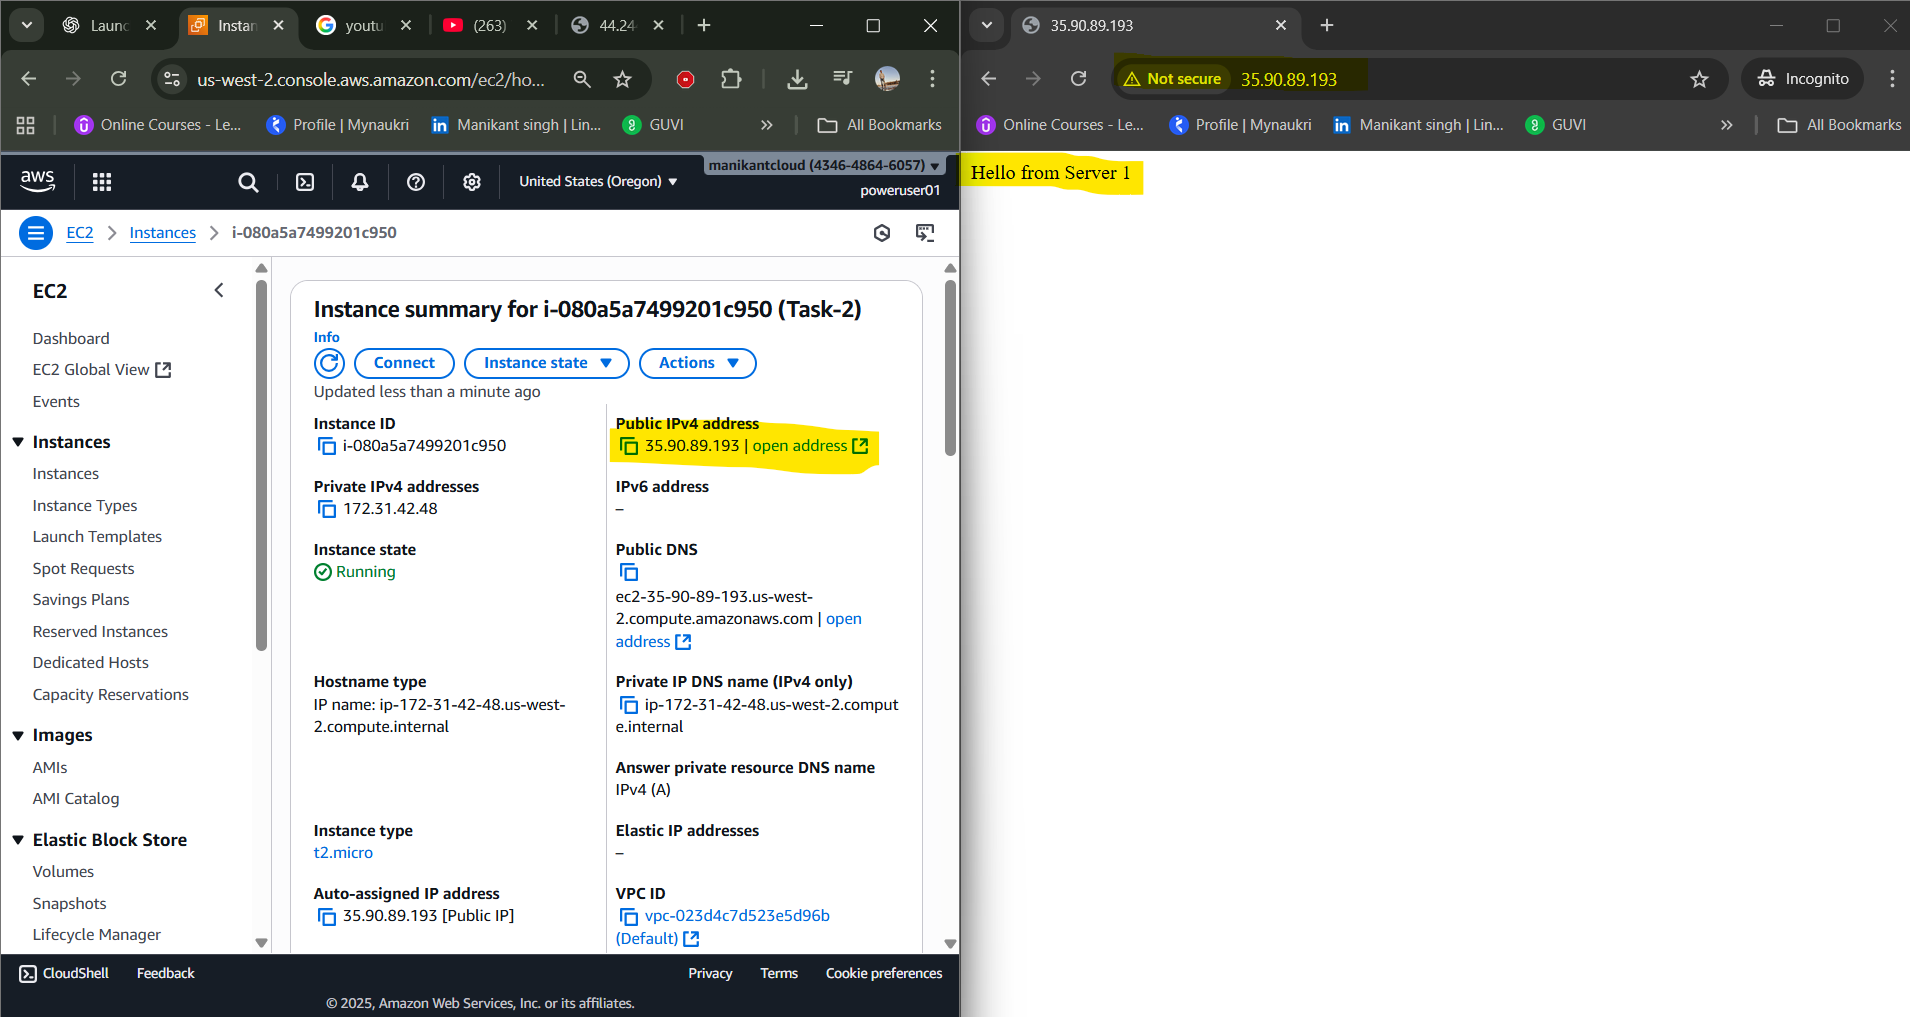 Launc
Instan
youtu
(263)
44.24
us-west-2.console.aws.amazon.com/ec2/ho...
Online Courses - Le...
Profile | Mynaukri
Manikant singh | Lin...
GUVI
All Bookmarks
aws
United States (Oregon)
manikantcloud (4346-4864-6057)
poweruser01
EC2
Instances
i-080a5a7499201c950
EC2
Dashboard
EC2 Global View
Events
Instances
Instances
Instance Types
Launch Templates
Spot Requests
Savings Plans
Reserved Instances
Dedicated Hosts
Capacity Reservations
Images
AMIs
AMI Catalog
Elastic Block Store
Volumes
Snapshots
Lifecycle Manager
Instance summary for i-080a5a7499201c950 (Task-2)
Info
Connect
Instance state
Actions
Updated less than a minute ago
Instance ID
i-080a5a7499201c950
Public IPv4 address
35.90.89.193 | open address
Private IPv4 addresses
172.31.42.48
IPv6 address
–
Instance state
Running
Public DNS
ec2-35-90-89-193.us-west-
2.compute.amazonaws.com | open
address
Hostname type
IP name: ip-172-31-42-48.us-west-
2.compute.internal
Private IP DNS name (IPv4 only)
ip-172-31-42-48.us-west-2.comput
e.internal
Answer private resource DNS name
IPv4 (A)
Instance type
t2.micro
Elastic IP addresses
–
Auto-assigned IP address
35.90.89.193 [Public IP]
VPC ID
vpc-023d4c7d523e5d96b
(Default)
CloudShell
Feedback
Privacy
Terms
Cookie preferences
© 2025, Amazon Web Services, Inc. or its affiliates.
35.90.89.193
Not secure
35.90.89.193
Incognito
Online Courses - Le...
Profile | Mynaukri
Manikant singh | Lin...
GUVI
All Bookmarks
Hello from Server 1